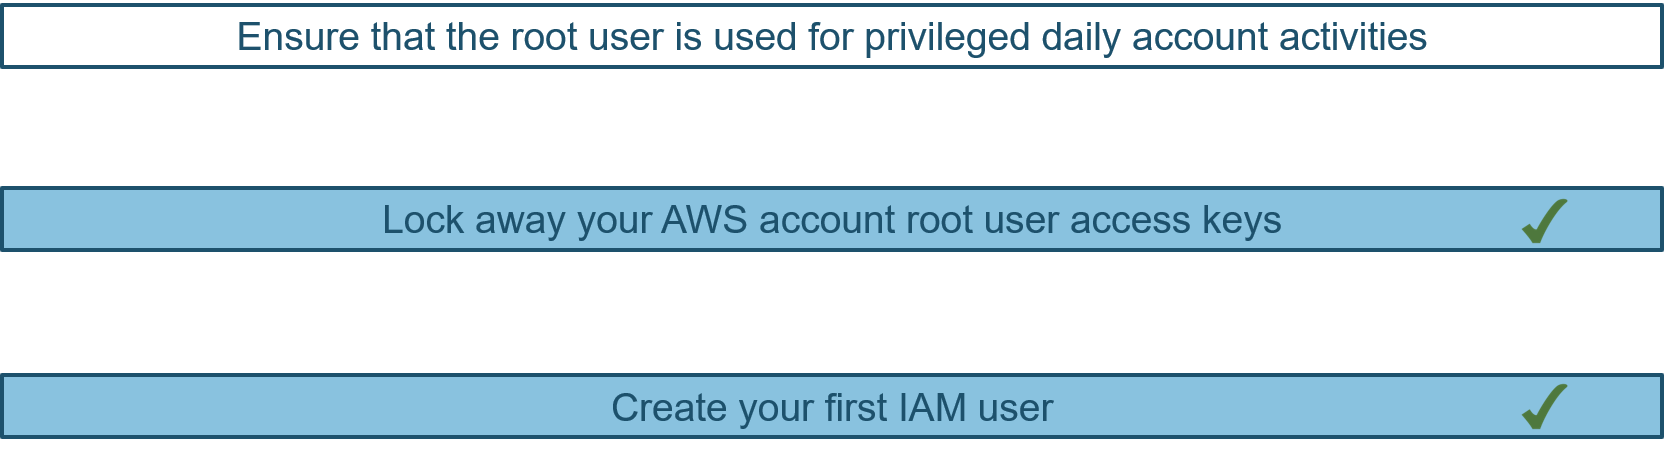 Ensure that the root user is used for privileged daily account activities
Lock away your AWS account root user access keys
Create your first IAM user